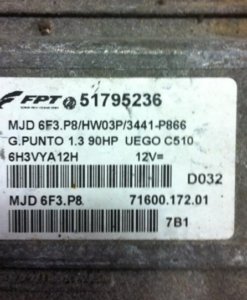 FPT 51795236
MJD 6F3.P8/HW03P/3441-P866
G.PUNTO 1.3 90HP UEGO C510
6H3VYA12H 12V=
D032
MJD 6F3.P8 71600.172.01
7B1